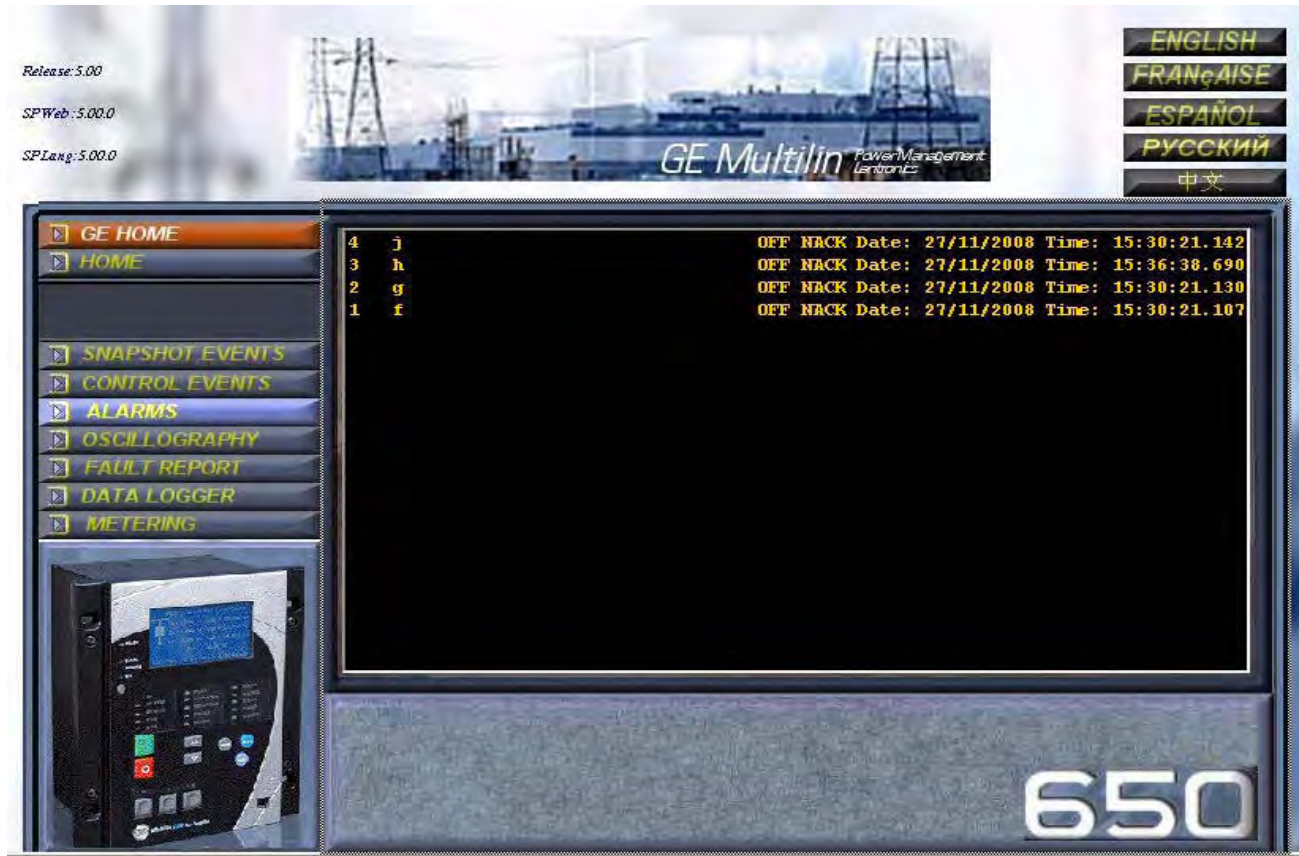 Release:5.00
SPWeb:5.00.0
SPLang:5.00.0
GE Multilin PowerManagement
Lentronics
ENGLISH
FRANçAISE
ESPAÑOL
РУССКИЙ
中文
GE HOME
HOME
SNAPSHOT EVENTS
CONTROL EVENTS
ALARMS
OSCILLOGRAPHY
FAULT REPORT
DATA LOGGER
METERING
4 j OFF NACK Date: 27/11/2008 Time: 15:30:21.142
3 h OFF NACK Date: 27/11/2008 Time: 15:36:38.690
2 g OFF NACK Date: 27/11/2008 Time: 15:30:21.130
1 f OFF NACK Date: 27/11/2008 Time: 15:30:21.107
650